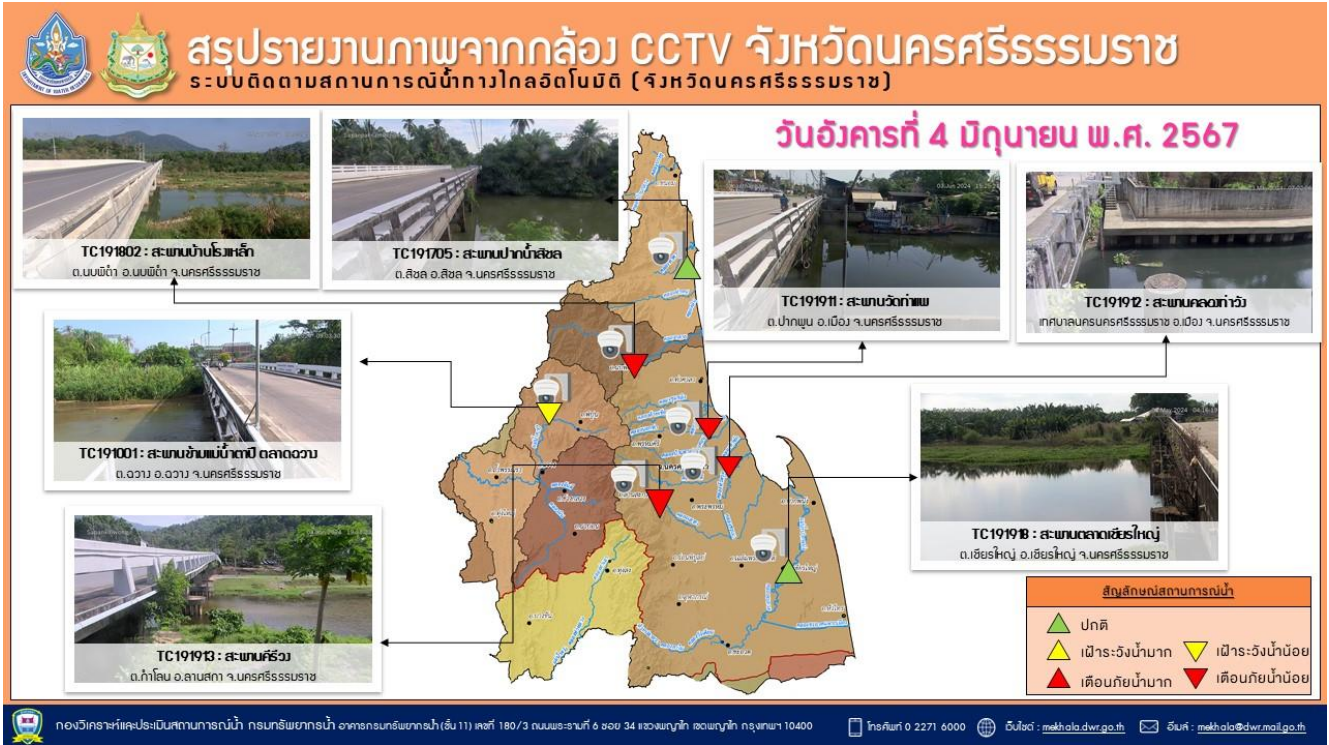 สรุปรายงานภาพจากกล้อง CCTV จังหวัดนครศรีธรรมราช
ระบบติดตามสถานการณ์น้ำทางไกลอัตโนมัติ (จังหวัดนครศรีธรรมราช)
วันอังคารที่ 4 มิถุนายน พ.ศ. 2567
TC191802 : สะพานบ้านโรงเหล็ก
ต.นบพิตำ อ.นบพิตำ จ.นครศรีธรรมราช
TC191705 : สะพานปากน้ำสิชล
ต.สิชล อ.สิชล จ.นครศรีธรรมราช
TC191911 : สะพานวัดท่าแพ
ต.ปากพูน อ.เมือง จ.นครศรีธรรมราช
TC191912 : สะพานคลองท่าวัง
เทศบาลนครนครศรีธรรมราช อ.เมือง จ.นครศรีธรรมราช
TC191001 : สะพานข้ามแม่น้ำตาปี ตลาดฉวาง
ต.ฉวาง อ.ฉวาง จ.นครศรีธรรมราช
TC191918 : สะพานตลาดเชียรใหญ่
ต.เชียรใหญ่ อ.เชียรใหญ่ จ.นครศรีธรรมราช
TC191913 : สะพานคีรีวง
ต.กำโลน อ.ลานสกา จ.นครศรีธรรมราช
สัญลักษณ์สถานการณ์น้ำ
ปกติ
เฝ้าระวังน้ำมาก
เฝ้าระวังน้ำน้อย
เตือนภัยน้ำมาก
เตือนภัยน้ำน้อย
กองวิเคราะห์และประเมินสถานการณ์น้ำ กรมทรัพยากรน้ำ อาคารกรมทรัพยากรน้ำ (ชั้น 11) เลขที่ 180/3 ถนนพระรามที่ 6 ซอย 34 แขวงพญาไท เขตพญาไท กรุงเทพฯ 10400
โทรศัพท์ 0 2271 6000
เว็บไซต์ : mekhala.dwr.go.th
อีเมล์ : mekhala@dwr.mail.go.th